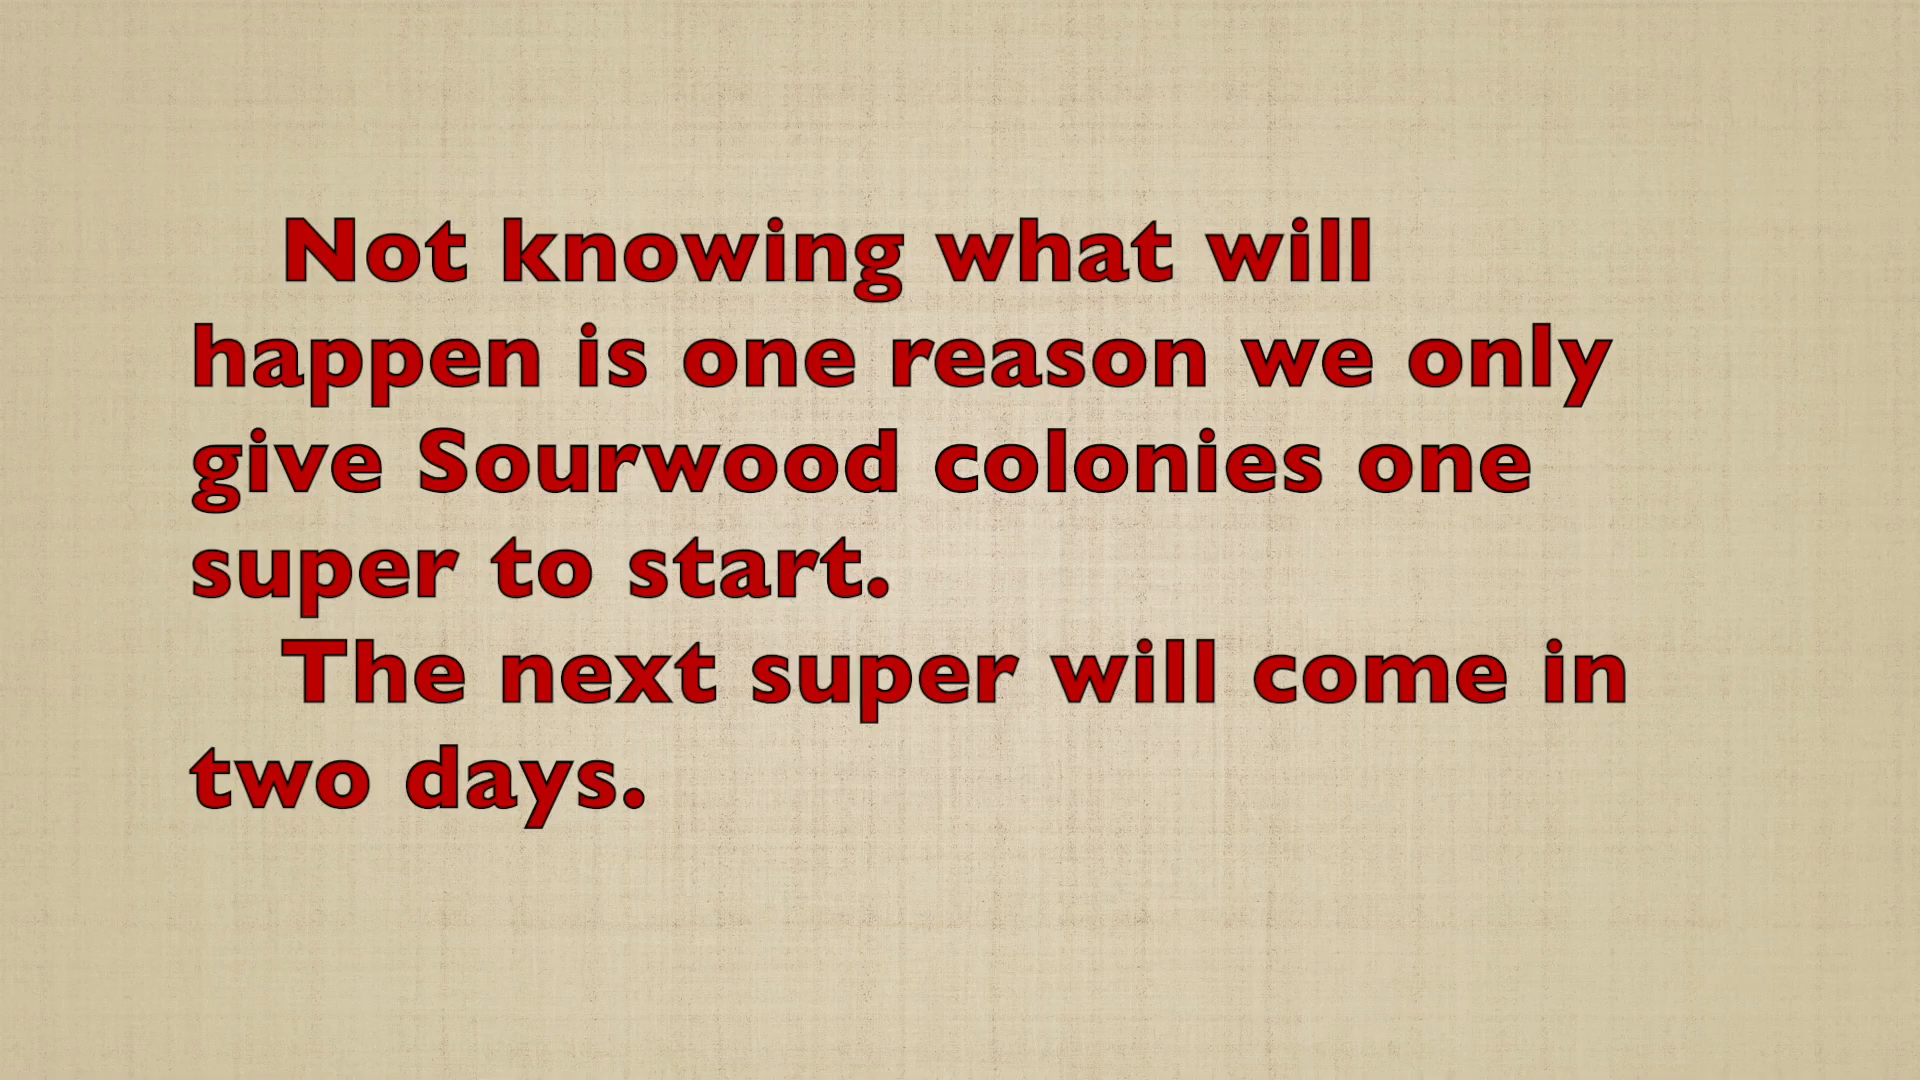 Not knowing what will
happen is one reason we only
give Sourwood colonies one
super to start.
The next super will come in
two days.